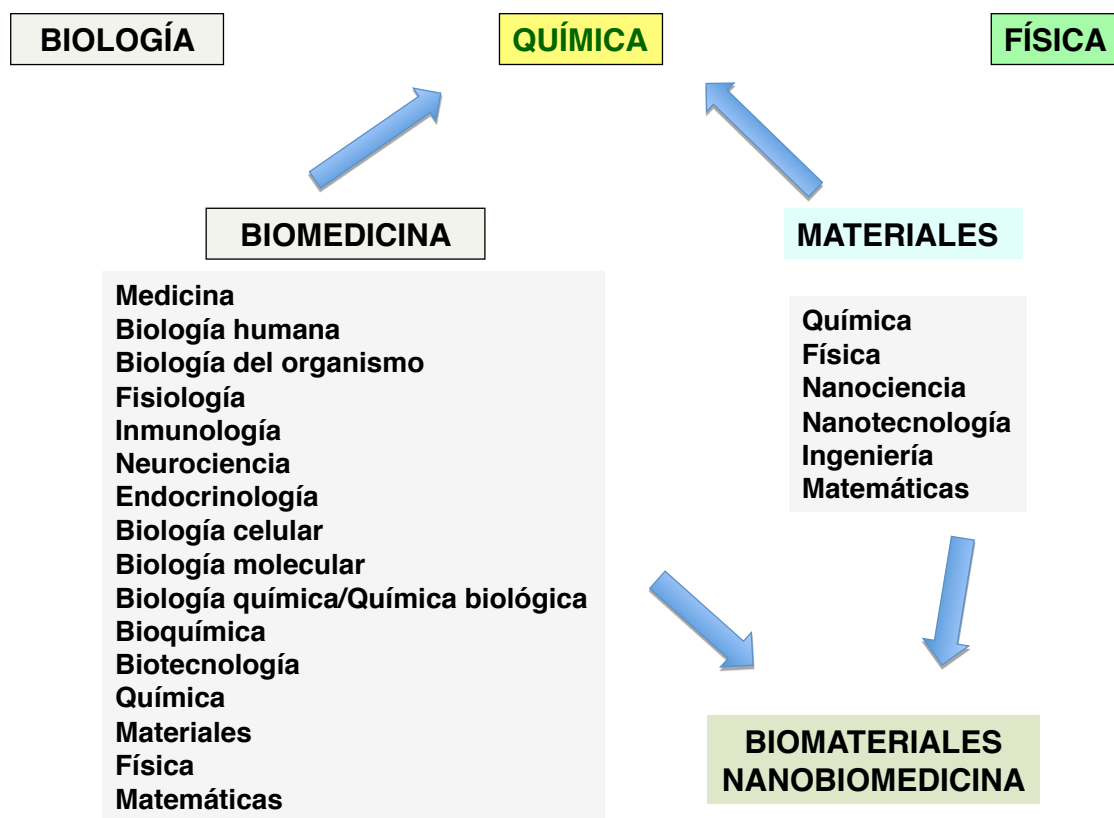 BIOLOGÍA
QUÍMICA
FÍSICA
BIOMEDICINA
MATERIALES
Medicina
Biología humana
Biología del organismo
Fisiología
Inmunología
Neurociencia
Endocrinología
Biología celular
Biología molecular
Biología química/Química biológica
Bioquímica
Biotecnología
Química
Materiales
Física
Matemáticas
Química
Física
Nanociencia
Nanotecnología
Ingeniería
Matemáticas
BIOMATERIALES
NANOBIOMEDICINA